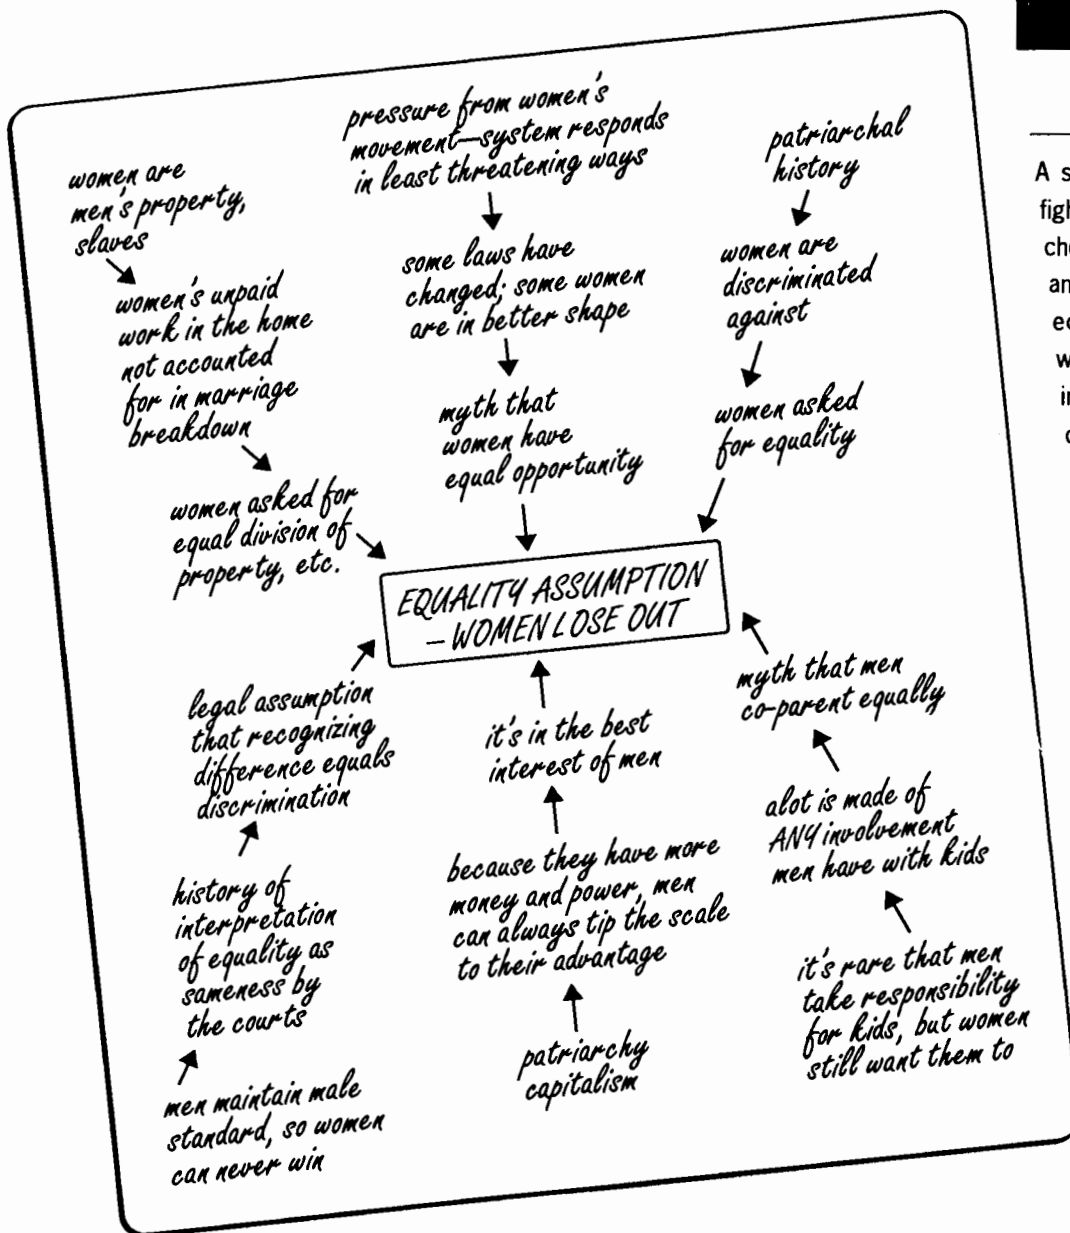 women are
men's property,
slaves
women's unpaid
work in the home
not accounted
for in marriage
breakdown
women asked for
equal division of
property, etc.
pressure from women's
movement—system responds
in least threatening ways
some laws have
changed; some women
are in better shape
myth that
women have
equal opportunity
patriarchal
history
women are
discriminated
against
women asked
for equality
EQUALITY ASSUMPTION
– WOMEN LOSE OUT
legal assumption
that recognizing
difference equals
discrimination
history of
interpretation
of equality as
sameness by
the courts
men maintain male
standard, so women
can never win
it's in the best
interest of men
because they have more
money and power, men
can always tip the scale
to their advantage
patriarchy
capitalism
myth that men
co-parent equally
alot is made of
ANY involvement
men have with kids
it's rare that men
take responsibility
for kids, but women
still want them to
A s
figh
che
an
ec
w
in